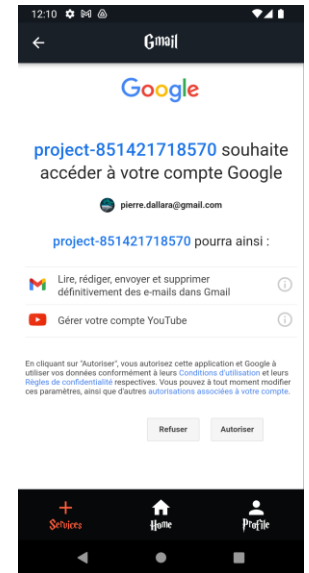 12:10
Gmail
Google
project-851421718570 souhaite
accéder à votre compte Google
pierre.dallara@gmail.com
project-851421718570 pourra ainsi :
Lire, rédiger, envoyer et supprimer
définitivement des e-mails dans Gmail
Gérer votre compte YouTube
En cliquant sur "Autoriser", vous autorisez cette application et Google à
utiliser vos données conformément à leurs Conditions d'utilisation et leurs
Règles de confidentialité respectives. Vous pouvez à tout moment modifier
ces paramètres, ainsi que d'autres autorisations associées à votre compte.
Refuser Autoriser
Services Home Profile